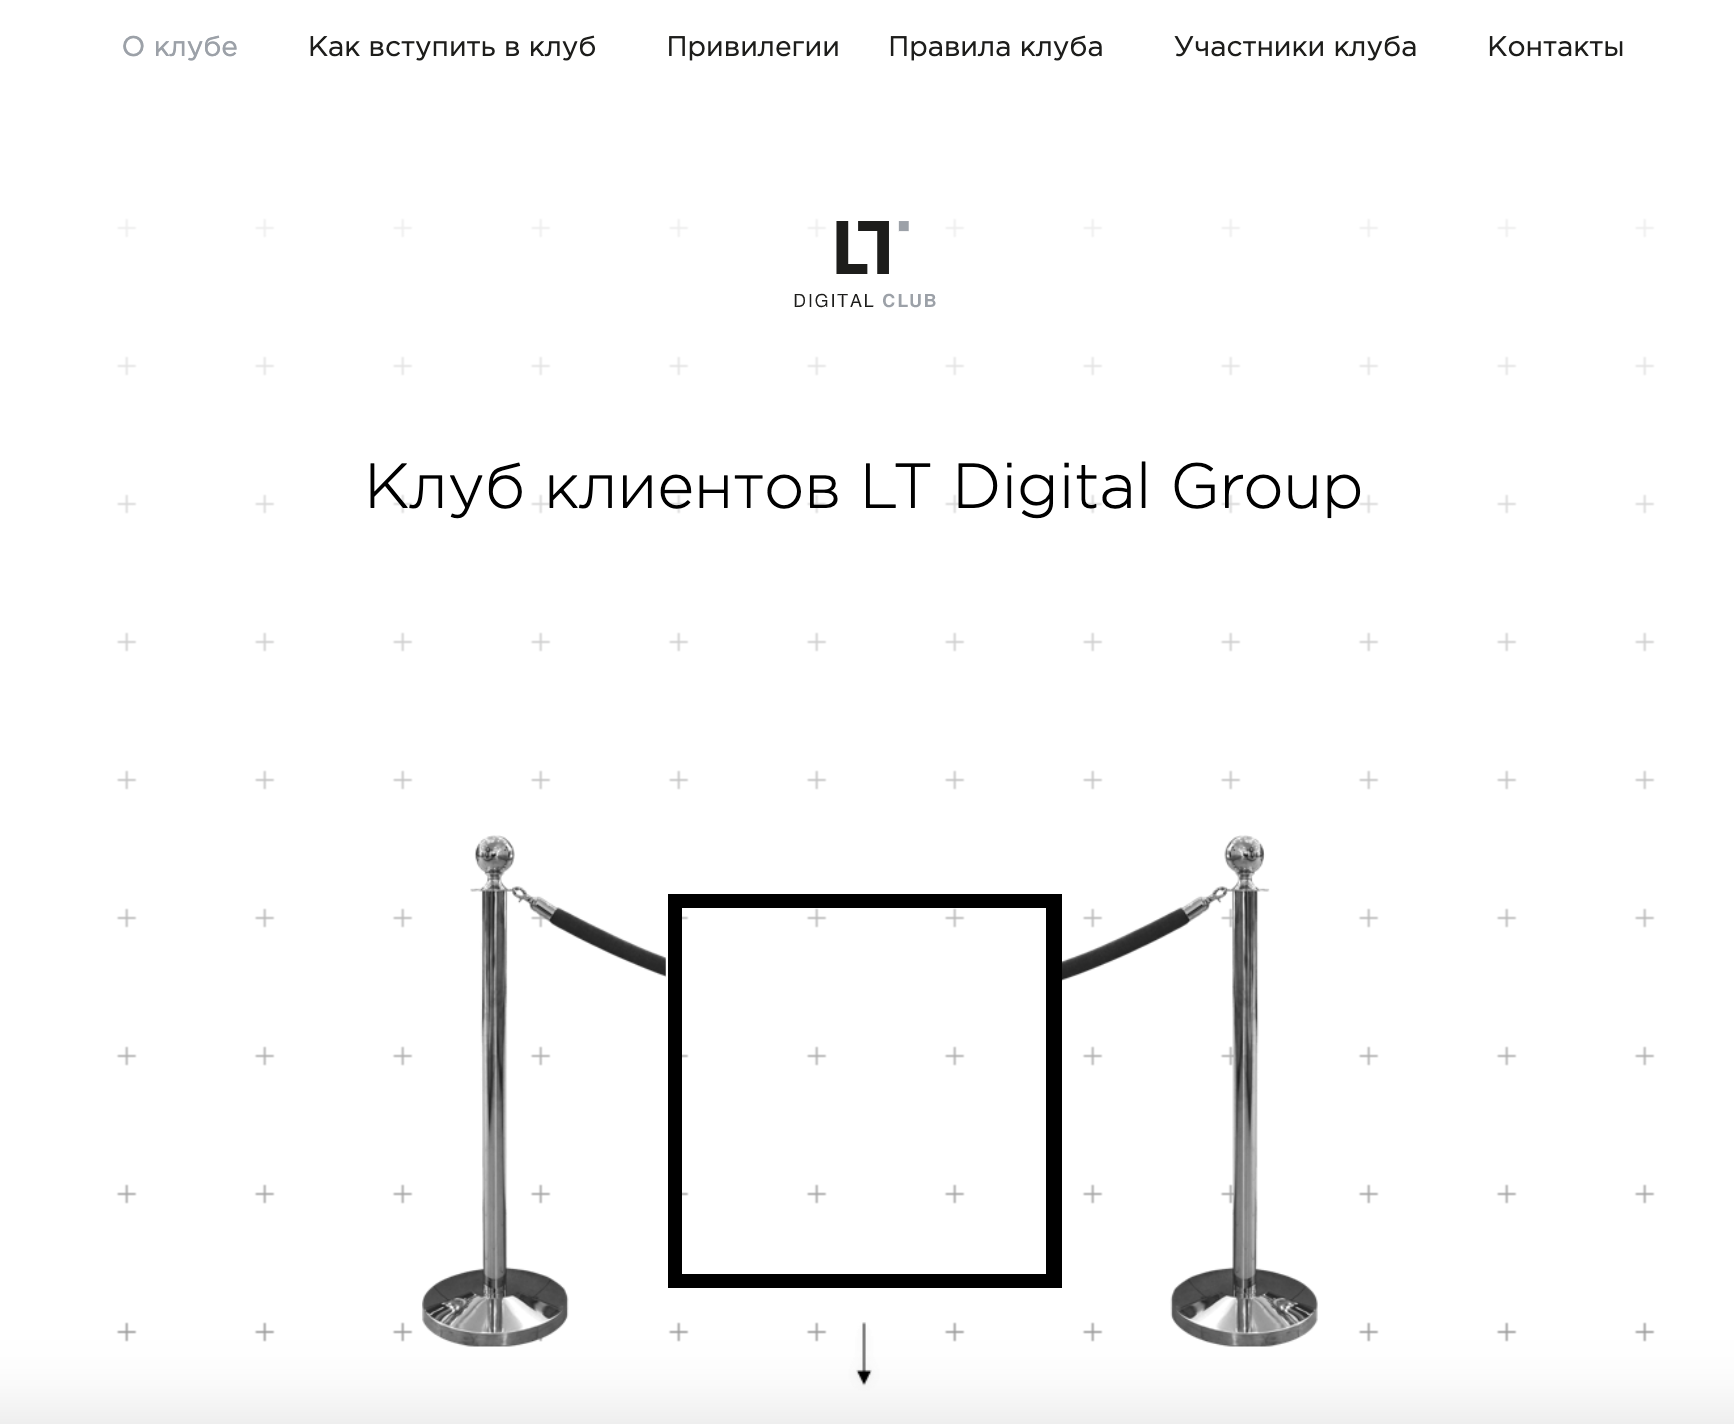 О клубе Как вступить в клуб Привилегии Правила клуба Участники клуба Контакты
LT
DIGITAL CLUB
Клуб клиентов LT Digital Group